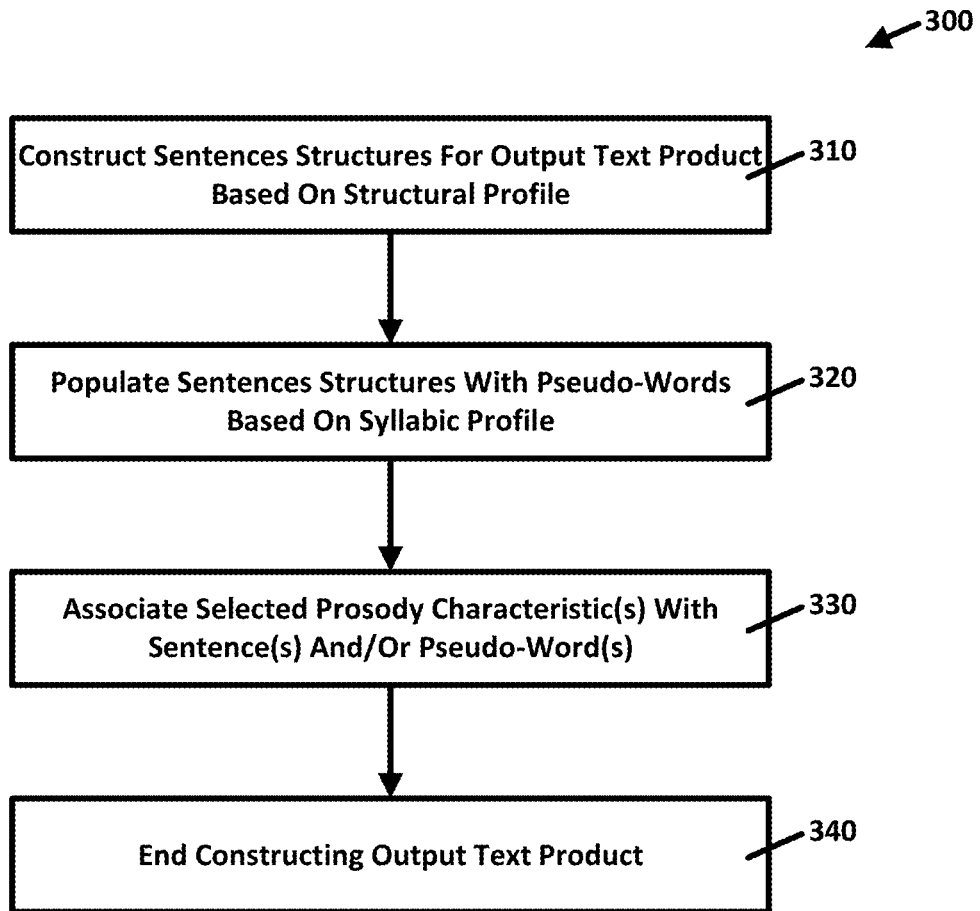 300
Construct Sentences Structures For Output Text Product
Based On Structural Profile
310
Populate Sentences Structures With Pseudo-Words
Based On Syllabic Profile
320
Associate Selected Prosody Characteristic(s) With
Sentence(s) And/Or Pseudo-Word(s)
330
End Constructing Output Text Product
340